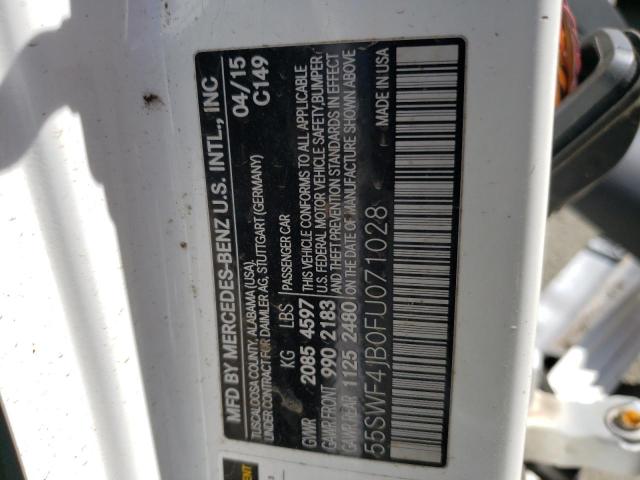 MFD BY MERCEDES-BENZ U.S. INTL., INC
TUSCALOOSA COUNTY, ALABAMA (USA) 04/15
UNDER CONTRACT FOR DAIMLER AG, STUTTGART (GERMANY) C149
KG LBS PASSENGER CAR
GMR 2085 4597 THIS VEHICLE CONFORMS TO ALL APPLICABLE
GAMR FRONT 990 2183 U.S. FEDERAL MOTOR VEHICLE SAFETY, BUMPER
GAMR REAR 1125 2480 AND THEFT PREVENTION STANDARDS IN EFFECT
ON THE DATE OF MANUFACTURE SHOWN ABOVE
55SWF4JB0FU071028 MADE IN USA